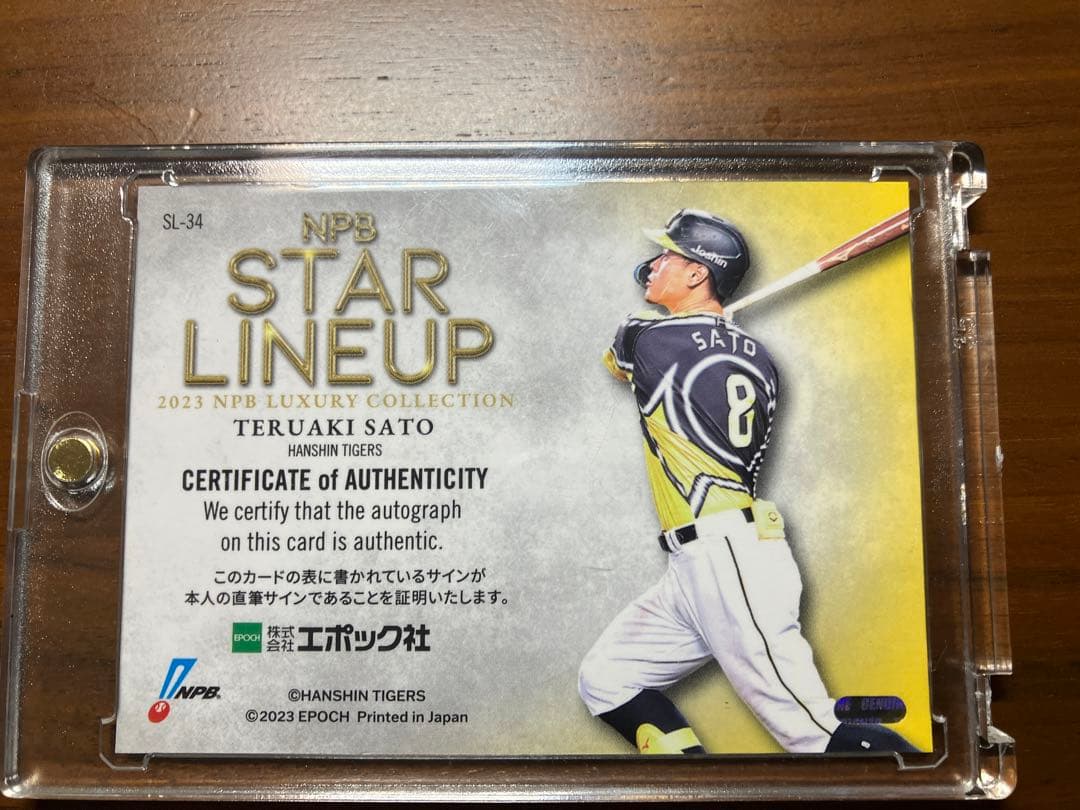 SL-34
NPB
STAR
LINEUP
2023 NPB LUXURY COLLECTION
TERUAKI SATO
HANSHIN TIGERS
CERTIFICATE of AUTHENTICITY
We certify that the autograph
on this card is authentic.
このカードの表に書かれているサインが
本人の直筆サインであることを証明いたします。
EPOCH 株式会社エポック社
NPB
©HANSHIN TIGERS
©2023 EPOCH Printed in Japan
Joshin
SATO
8